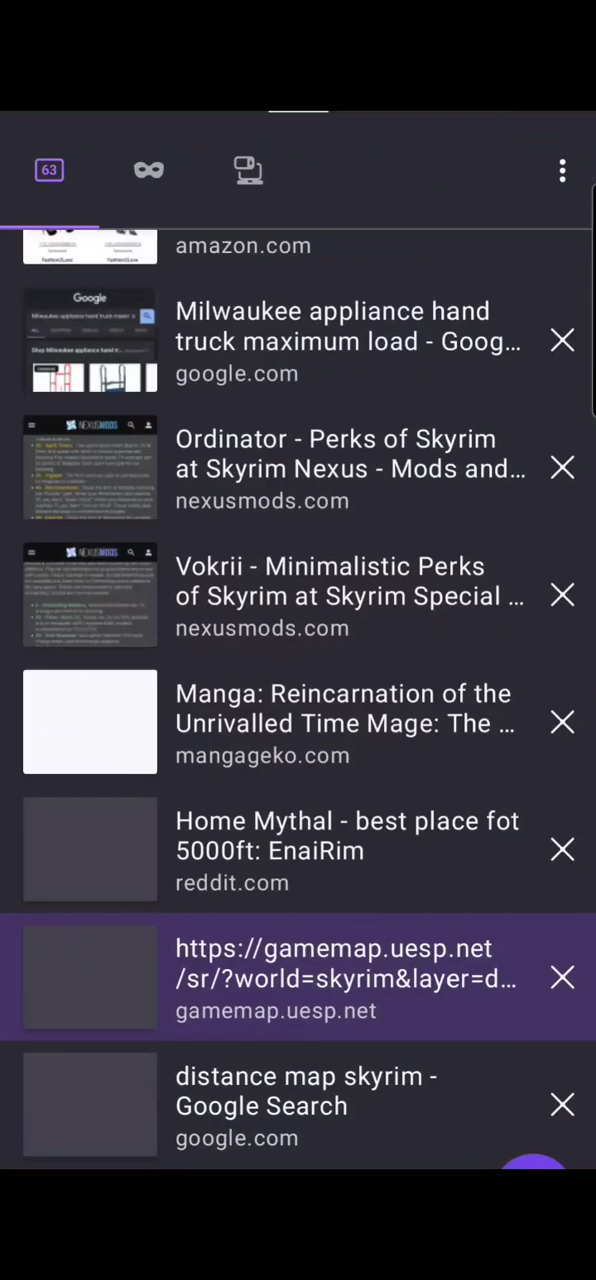 63
amazon.com
Google
Milwaukee appliance hand
truck maximum load - Goog...
google.com
NEXUSMODS
Ordinator - Perks of Skyrim
at Skyrim Nexus - Mods and...
nexusmods.com
NEXUSMODS
Vokrii - Minimalistic Perks
of Skyrim at Skyrim Special ...
nexusmods.com
Manga: Reincarnation of the
Unrivalled Time Mage: The ...
mangageko.com
Home Mythal - best place fot
5000ft: EnaiRim
reddit.com
https://gamemap.uesp.net
/sr/?world=skyrim&layer=d...
gamemap.uesp.net
distance map skyrim -
Google Search
google.com